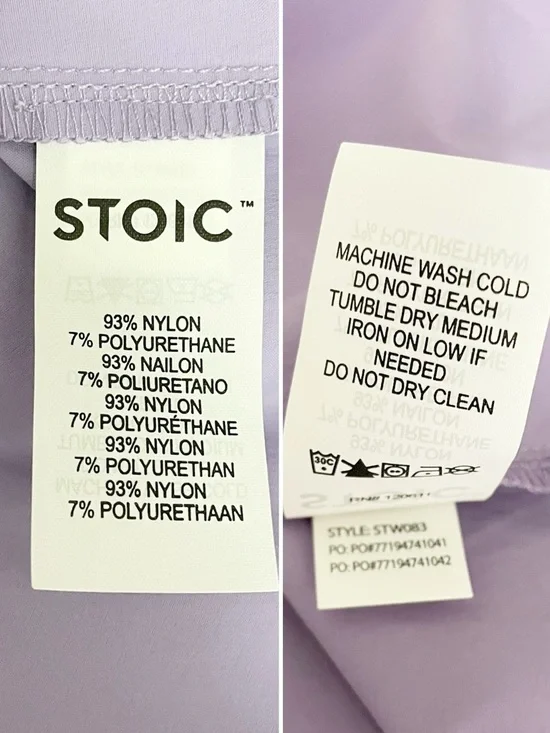 STOIC™
93% NYLON
7% POLYURETHANE
93% NAILON
7% POLIURETANO
93% NYLON
7% POLYURÉTHANE
93% NYLON
7% POLYURETHAN
93% NYLON
7% POLYURETHAAN
MACHINE WASH COLD
DO NOT BLEACH
TUMBLE DRY MEDIUM
IRON ON LOW IF
NEEDED
DO NOT DRY CLEAN
30C
STYLE: STW083
PO: PO#77194741041
PO: PO#77194741042